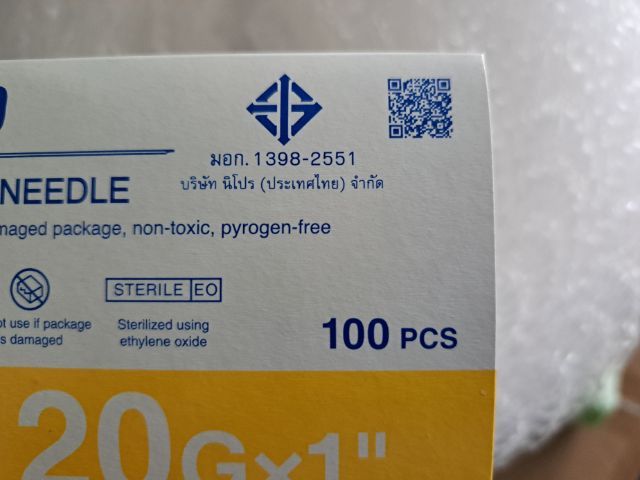 มอก. 1398-2551
บริษัท นิโปร (ประเทศไทย) จำกัด
NEEDLE
package, non-toxic, pyrogen-free
STERILE EO
use if package
damaged
Sterilized using
ethylene oxide
100 PCS
20G×1"